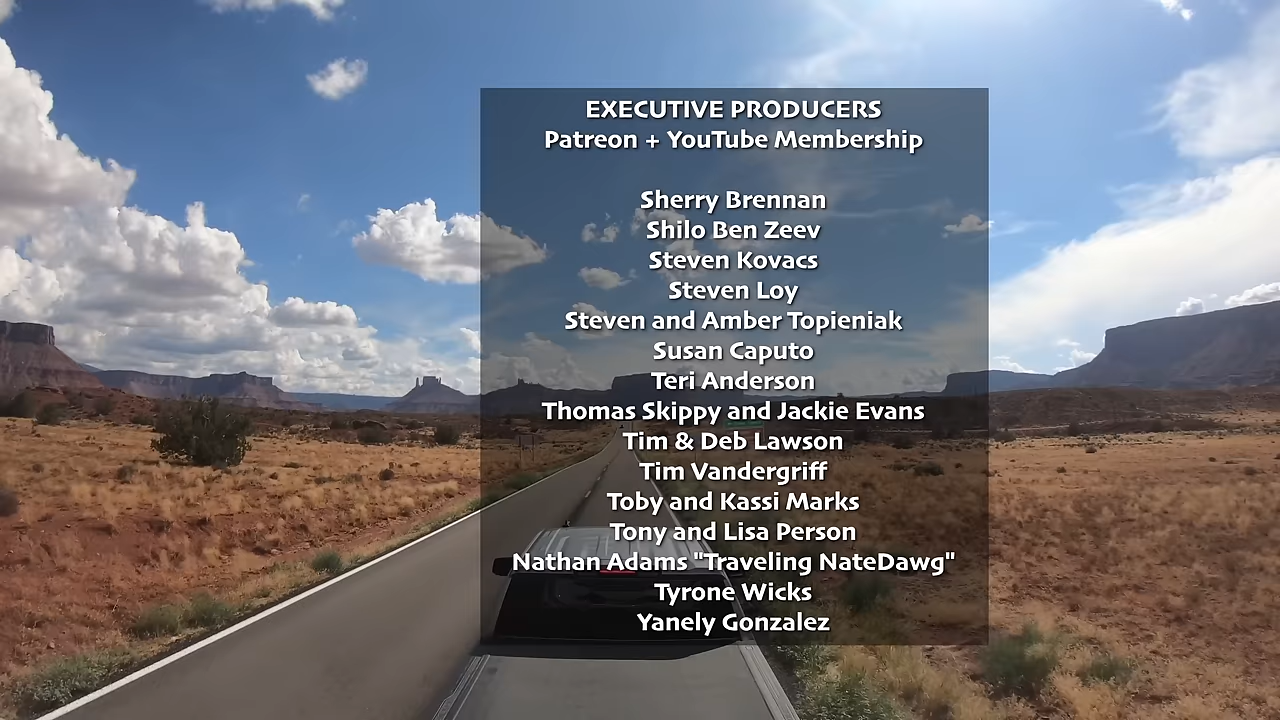 EXECUTIVE PRODUCERS
Patreon + YouTube Membership
Sherry Brennan
Shilo Ben Zeev
Steven Kovacs
Steven Loy
Steven and Amber Topieniak
Susan Caputo
Teri Anderson
Thomas Skippy and Jackie Evans
Tim & Deb Lawson
Tim Vandergriff
Toby and Kassi Marks
Tony and Lisa Person
Nathan Adams "Traveling NateDawg"
Tyrone Wicks
Yanely Gonzalez